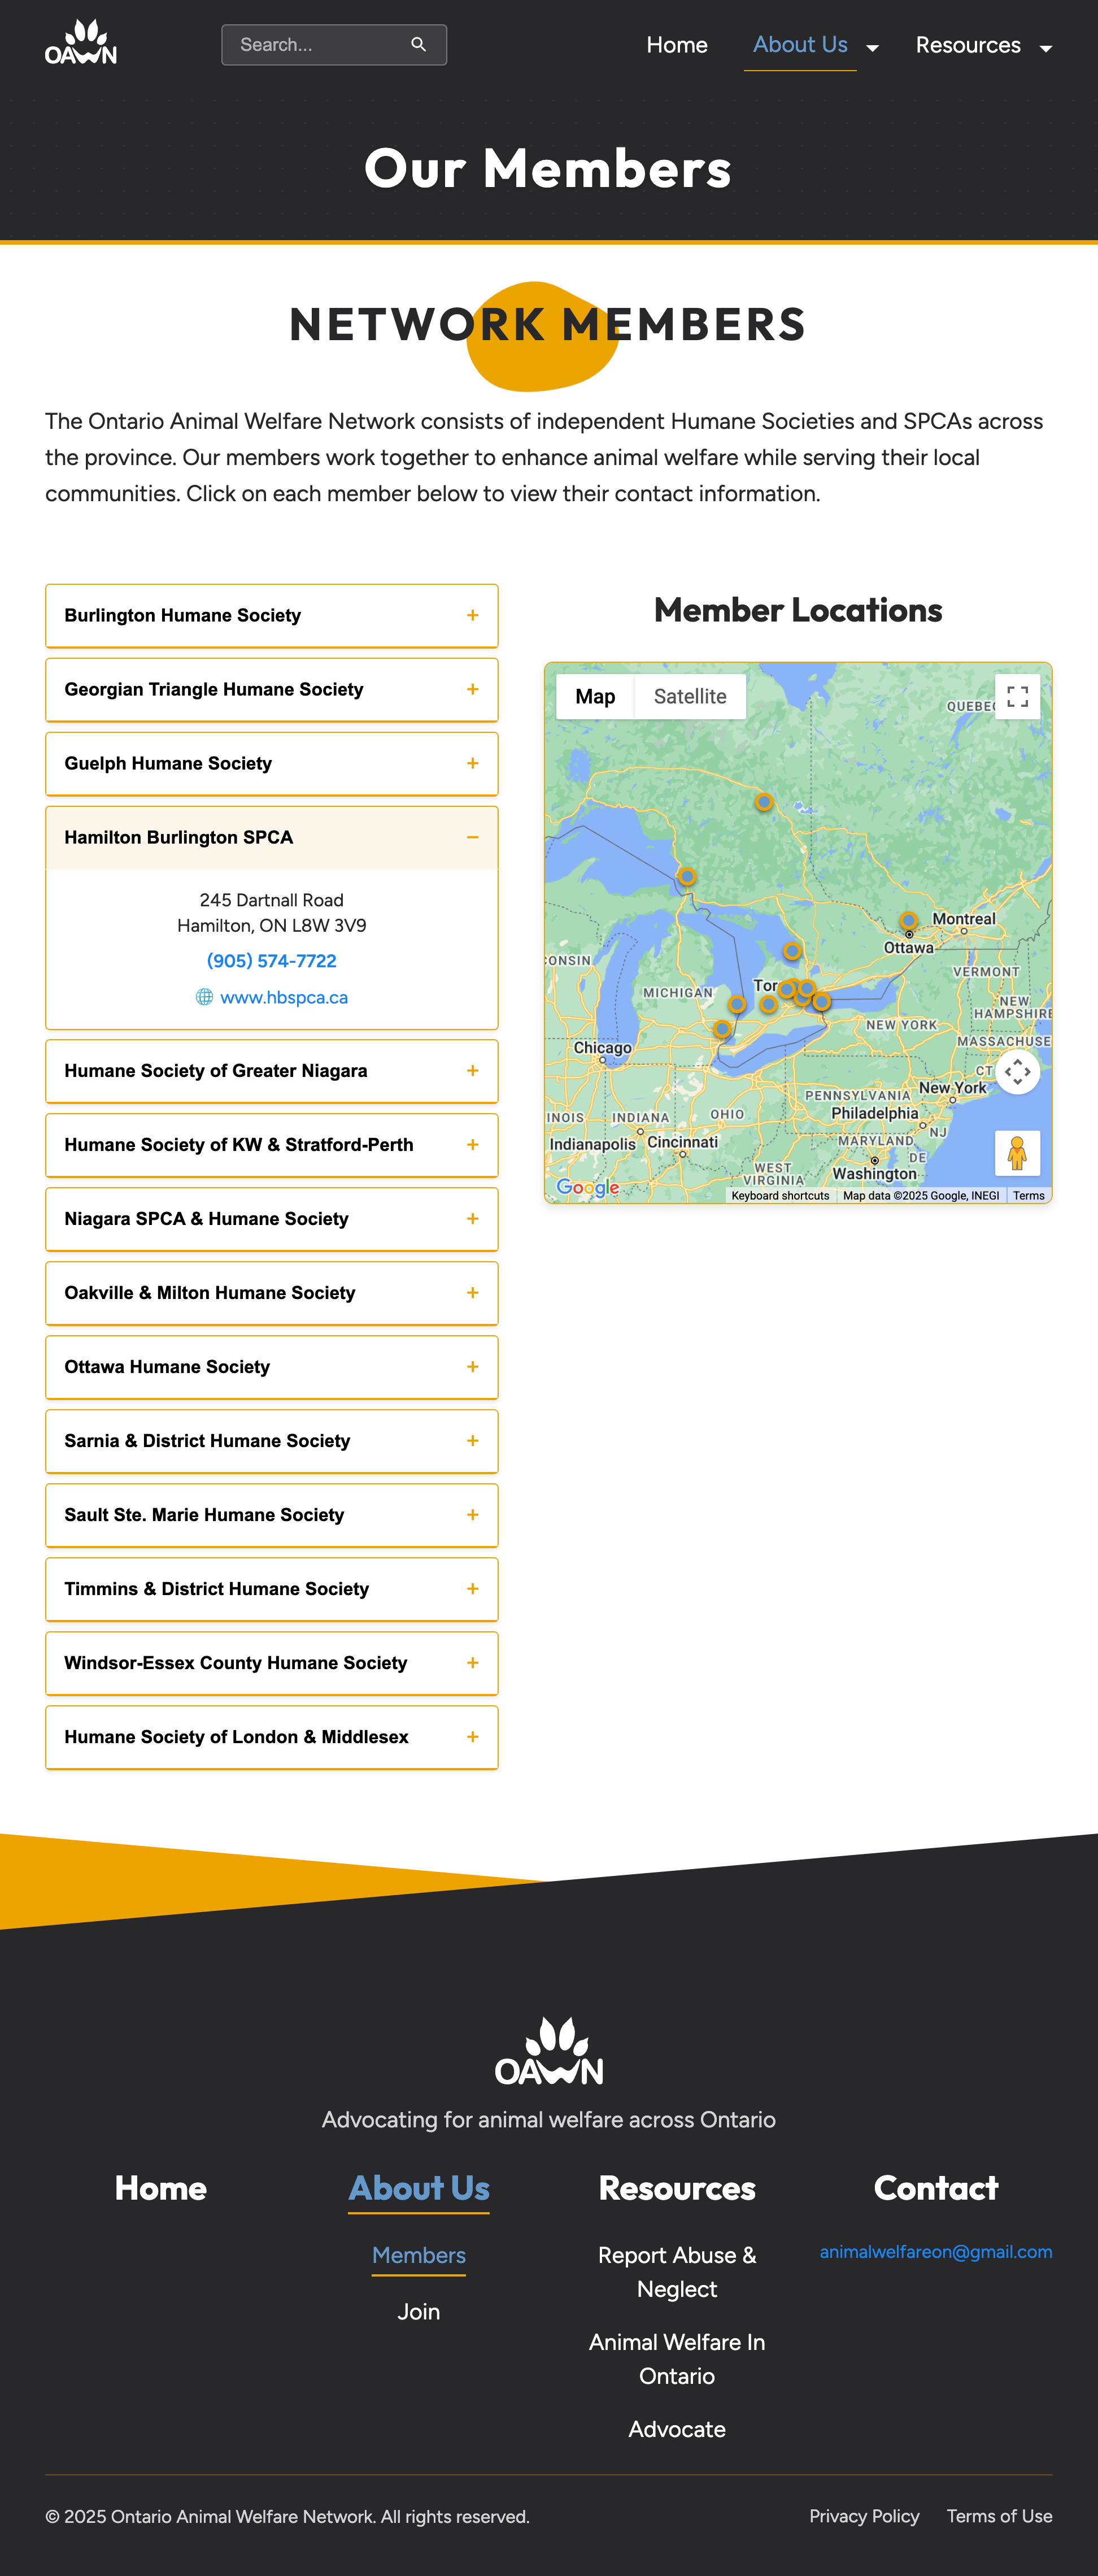 OAWN
Search...
Home
About Us
Resources
Our Members
NETWORK MEMBERS
The Ontario Animal Welfare Network consists of independent Humane Societies and SPCAs across
the province. Our members work together to enhance animal welfare while serving their local
communities. Click on each member below to view their contact information.
Burlington Humane Society +
Georgian Triangle Humane Society +
Guelph Humane Society +
Hamilton Burlington SPCA −
245 Dartnall Road
Hamilton, ON L8W 3V9
(905) 574-7722
www.hbspca.ca
Humane Society of Greater Niagara +
Humane Society of KW & Stratford-Perth +
Niagara SPCA & Humane Society +
Oakville & Milton Humane Society +
Ottawa Humane Society +
Sarnia & District Humane Society +
Sault Ste. Marie Humane Society +
Timmins & District Humane Society +
Windsor-Essex County Humane Society +
Humane Society of London & Middlesex +
Member Locations
Map
Satellite
QUEBEC
Montreal
Ottawa
CONSIN
VERMONT
MICHIGAN
Tor
NEW
HAMPSHIRE
NEW YORK
MASSACHUSE
Chicago
CT
New York
PENNSYLVANIA
INOIS
INDIANA
OHIO
Philadelphia
NJ
Indianapolis
Cincinnati
MARYLAND
DE
WEST
VIRGINIA
Washington
Google
Keyboard shortcuts
Map data ©2025 Google, INEGI
Terms
OAWN
Advocating for animal welfare across Ontario
Home
About Us
Members
Join
Resources
Report Abuse &
Neglect
Animal Welfare In
Ontario
Advocate
Contact
animalwelfareon@gmail.com
© 2025 Ontario Animal Welfare Network. All rights reserved.
Privacy Policy
Terms of Use